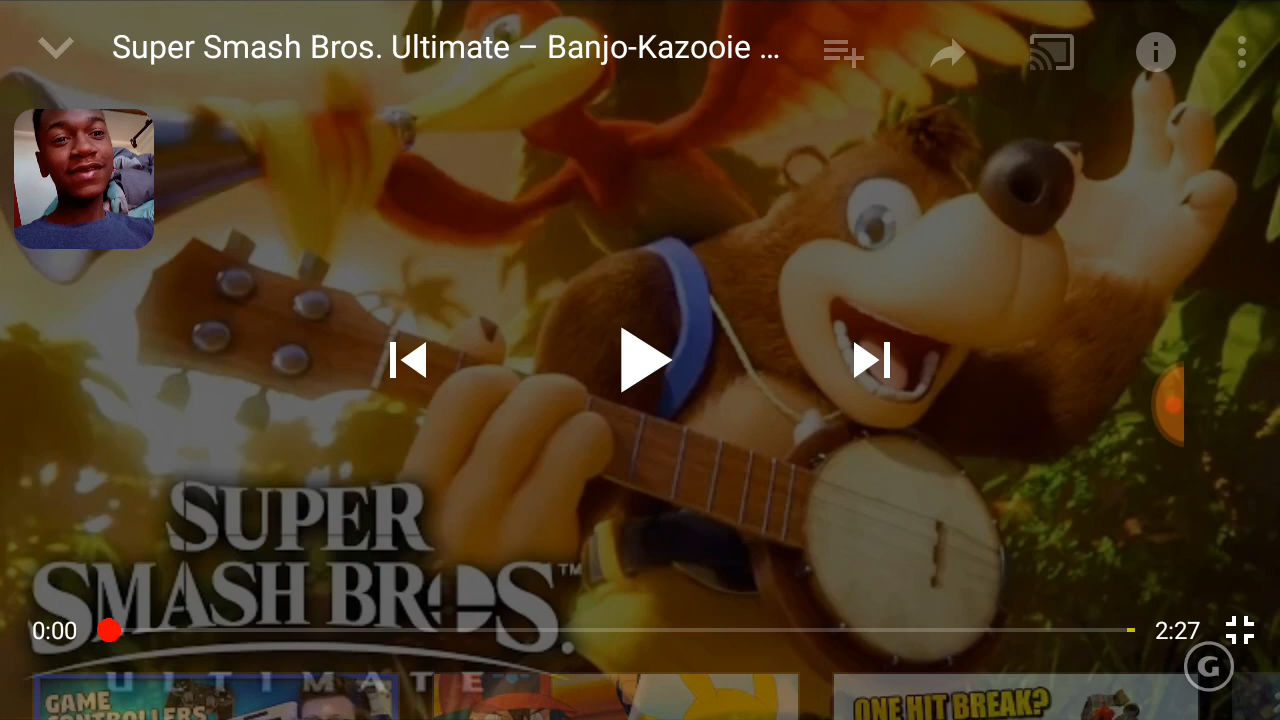 Super Smash Bros. Ultimate – Banjo-Kazooie ...
SUPER
SMASH BROS.™
ULTIMATE
0:00
2:27
G
GAME
CONTROLLERS
ONE HIT BREAK?